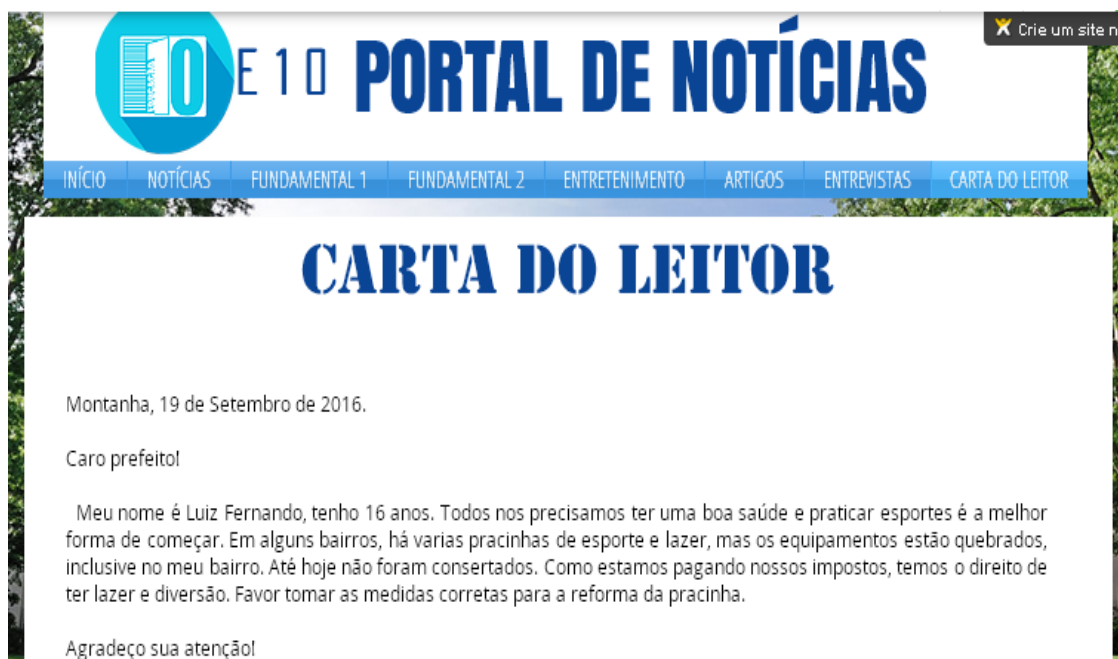 Crie um site n
EDUCAÇÃO 10
E 10 PORTAL DE NOTÍCIAS
INÍCIO NOTÍCIAS FUNDAMENTAL 1 FUNDAMENTAL 2 ENTRETENIMENTO ARTIGOS ENTREVISTAS CARTA DO LEITOR
CARTA DO LEITOR
Montanha, 19 de Setembro de 2016.
Caro prefeito!
Meu nome é Luiz Fernando, tenho 16 anos. Todos nos precisamos ter uma boa saúde e praticar esportes é a melhor
forma de começar. Em alguns bairros, há varias pracinhas de esporte e lazer, mas os equipamentos estão quebrados,
inclusive no meu bairro. Até hoje não foram consertados. Como estamos pagando nossos impostos, temos o direito de
ter lazer e diversão. Favor tomar as medidas corretas para a reforma da pracinha.
Agradeço sua atenção!